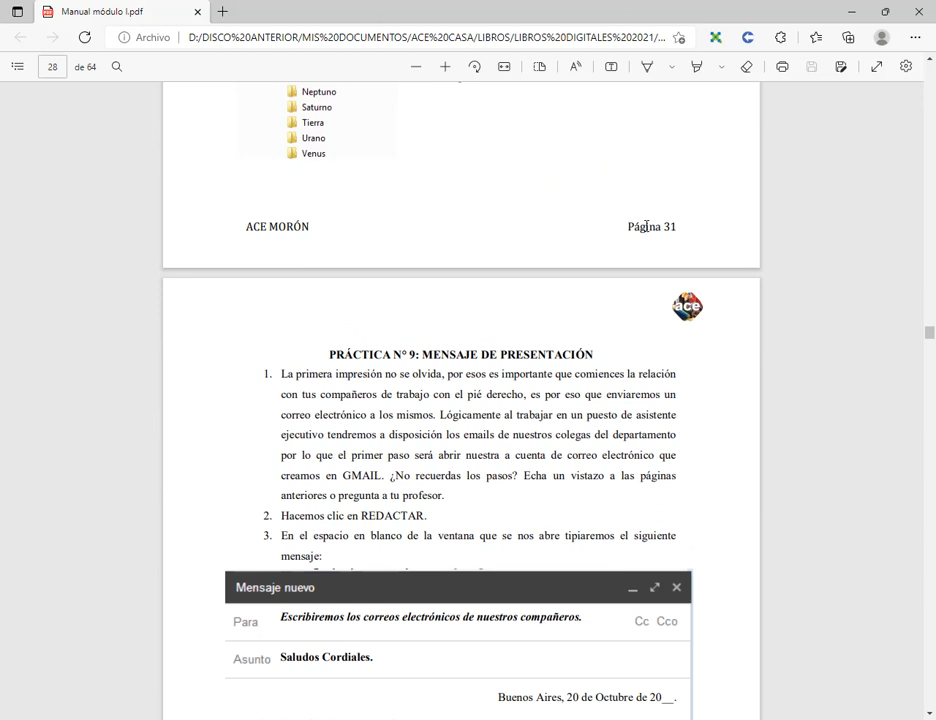 Manual módulo I.pdf
Archivo
D:/DISCO%20ANTERIOR/MIS%20DOCUMENTOS/ACE%20CASA/LIBROS/LIBROS%20DIGITALES%202021/...
28 de 64
Neptuno
Saturno
Tierra
Urano
Venus
ACE MORÓN Página 31
ace
PRÁCTICA N° 9: MENSAJE DE PRESENTACIÓN
1. La primera impresión no se olvida, por esos es importante que comiences la relación
con tus compañeros de trabajo con el pié derecho, es por eso que enviaremos un
correo electrónico a los mismos. Lógicamente al trabajar en un puesto de asistente
ejecutivo tendremos a disposición los emails de nuestros colegas del departamento
por lo que el primer paso será abrir nuestra a cuenta de correo electrónico que
creamos en GMAIL. ¿No recuerdas los pasos? Echa un vistazo a las páginas
anteriores o pregunta a tu profesor.
2. Hacemos clic en REDACTAR.
3. En el espacio en blanco de la ventana que se nos abre tipiaremos el siguiente
mensaje:
Mensaje nuevo
Para Escribiremos los correos electrónicos de nuestros compañeros. Cc Cco
Asunto Saludos Cordiales.
Buenos Aires, 20 de Octubre de 20__.